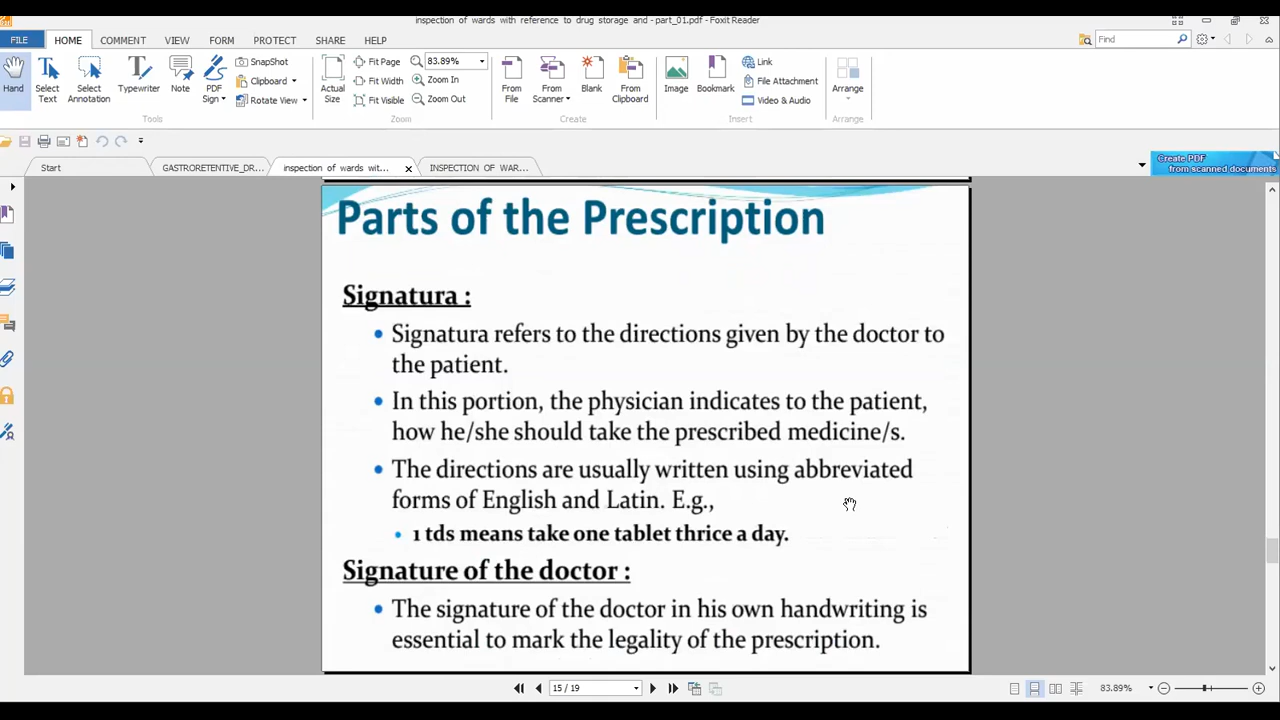 inspection of wards with reference to drug storage and - part_01.pdf - Foxit Reader
FILE HOME COMMENT VIEW FORM PROTECT SHARE HELP
Find
Hand
Select Text
Select Annotation
Typewriter
Note
PDF Sign
SnapShot
Clipboard
Rotate View
Tools
Actual Size
Fit Page
Fit Width
Fit Visible
83.89%
Zoom In
Zoom Out
Zoom
From File
From Scanner
Blank
From Clipboard
Create
Image
Bookmark
Link
File Attachment
Video & Audio
Insert
Arrange
Arrange
Start
GASTRORETENTIVE_DR...
inspection of wards wit...
INSPECTION OF WAR...
Create PDF
from scanned documents
Parts of the Prescription
Signatura :
• Signatura refers to the directions given by the doctor to
the patient.
• In this portion, the physician indicates to the patient,
how he/she should take the prescribed medicine/s.
• The directions are usually written using abbreviated
forms of English and Latin. E.g.,
• 1 tds means take one tablet thrice a day.
Signature of the doctor :
• The signature of the doctor in his own handwriting is
essential to mark the legality of the prescription.
15 / 19
83.89%